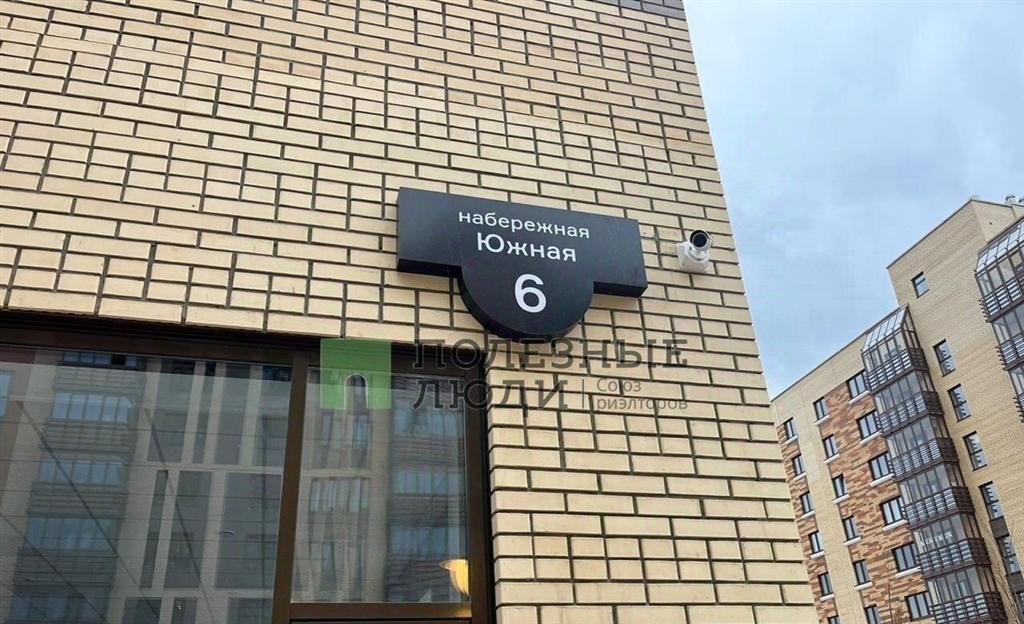 набережная
Южная
6
ПОЛЕЗНЫЕ
ЛЮДИ
Союз
риэлторов